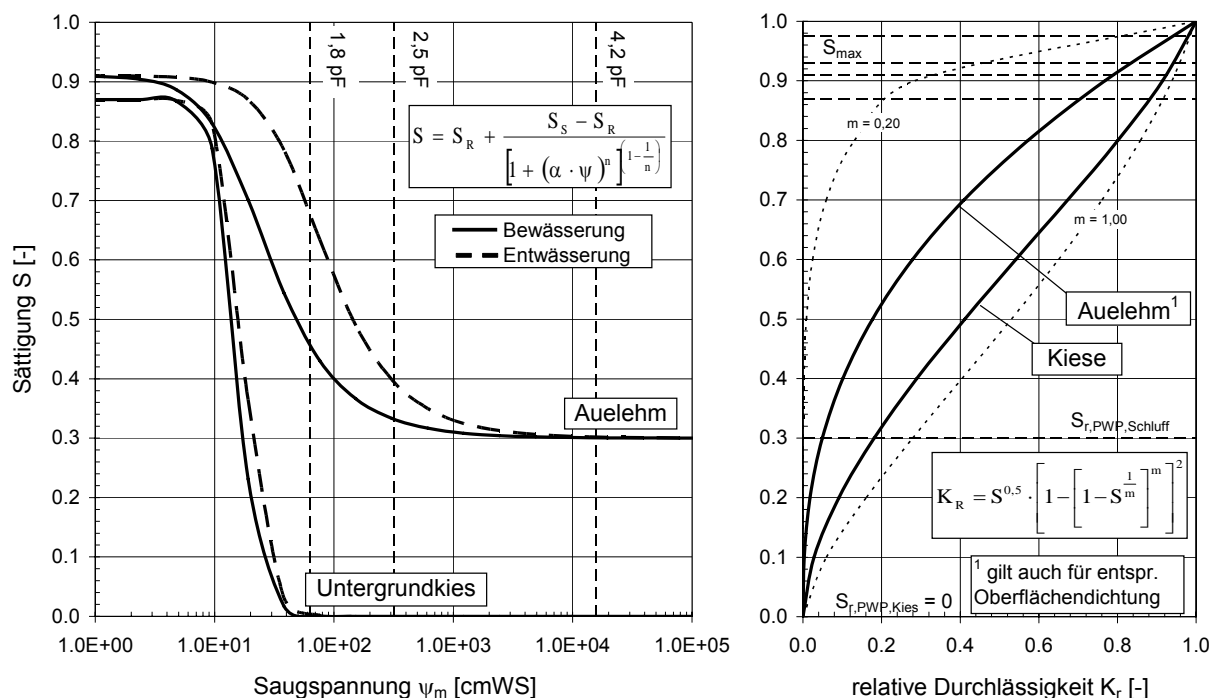 1.0
0.9
0.8
0.7
0.6
0.5
0.4
0.3
0.2
0.1
0.0
Sättigung S [-]
1,8 pF
2,5 pF
4,2 pF
S = S_R + (S_S − S_R) / [1 + (α · ψ)^n]^(1 − 1/n)
Bewässerung
Entwässerung
Auelehm
Untergrundkies
1.0E+00 1.0E+01 1.0E+02 1.0E+03 1.0E+04 1.0E+05
Saugspannung ψ_m [cmWS]
1.0
0.9
0.8
0.7
0.6
0.5
0.4
0.3
0.2
0.1
0.0
S_max
m = 0,20
m = 1,00
Auelehm¹
Kiese
S_r,PWP,Schluff
K_R = S^0,5 · [1 − [1 − S^(1/m)]^m]²
¹ gilt auch für entspr.
Oberflächendichtung
S_r,PWP,Kies = 0
0.0 0.2 0.4 0.6 0.8 1.0
relative Durchlässigkeit K_r [-]